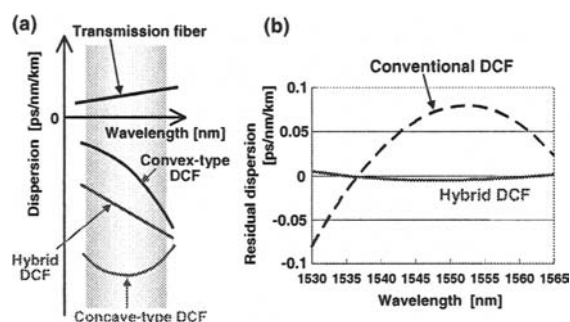 (a)
Transmission fiber
Dispersion [ps/nm/km]
0
Wavelength [nm]
Convex-type
DCF
Hybrid
DCF
Concave-type DCF
(b)
Residual dispersion
[ps/nm/km]
0.1
0.05
0
-0.05
-0.1
Conventional DCF
Hybrid DCF
1530 1535 1540 1545 1550 1555 1560 1565
Wavelength [nm]